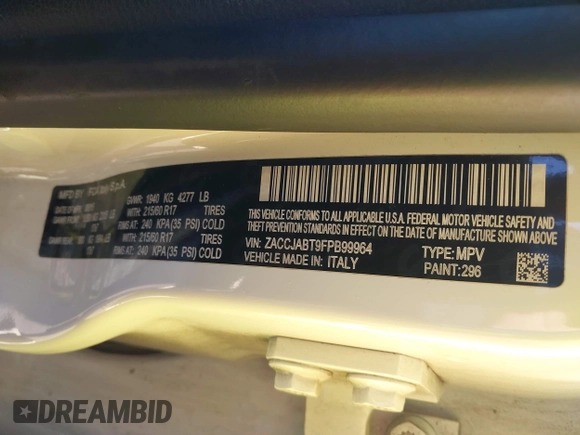 MFD BY
GVWR: 1940 KG 4277 LB
WITH: 215/60 R17 TIRES
RIMS AT: 240 KPA (35 PSI) COLD
WITH: 215/60 R17 TIRES
RIMS AT: 240 KPA (35 PSI) COLD
THIS VEHICLE CONFORMS TO ALL APPLICABLE U.S.A. FEDERAL MOTOR VEHICLE SAFETY AND
THEFT PREVENTION STANDARDS IN EFFECT ON THE DATE OF MANUFACTURE SHOWN ABOVE.
VIN: ZACCJABT9FPB99964 TYPE: MPV
VEHICLE MADE IN: ITALY PAINT: 296
DREAMBID